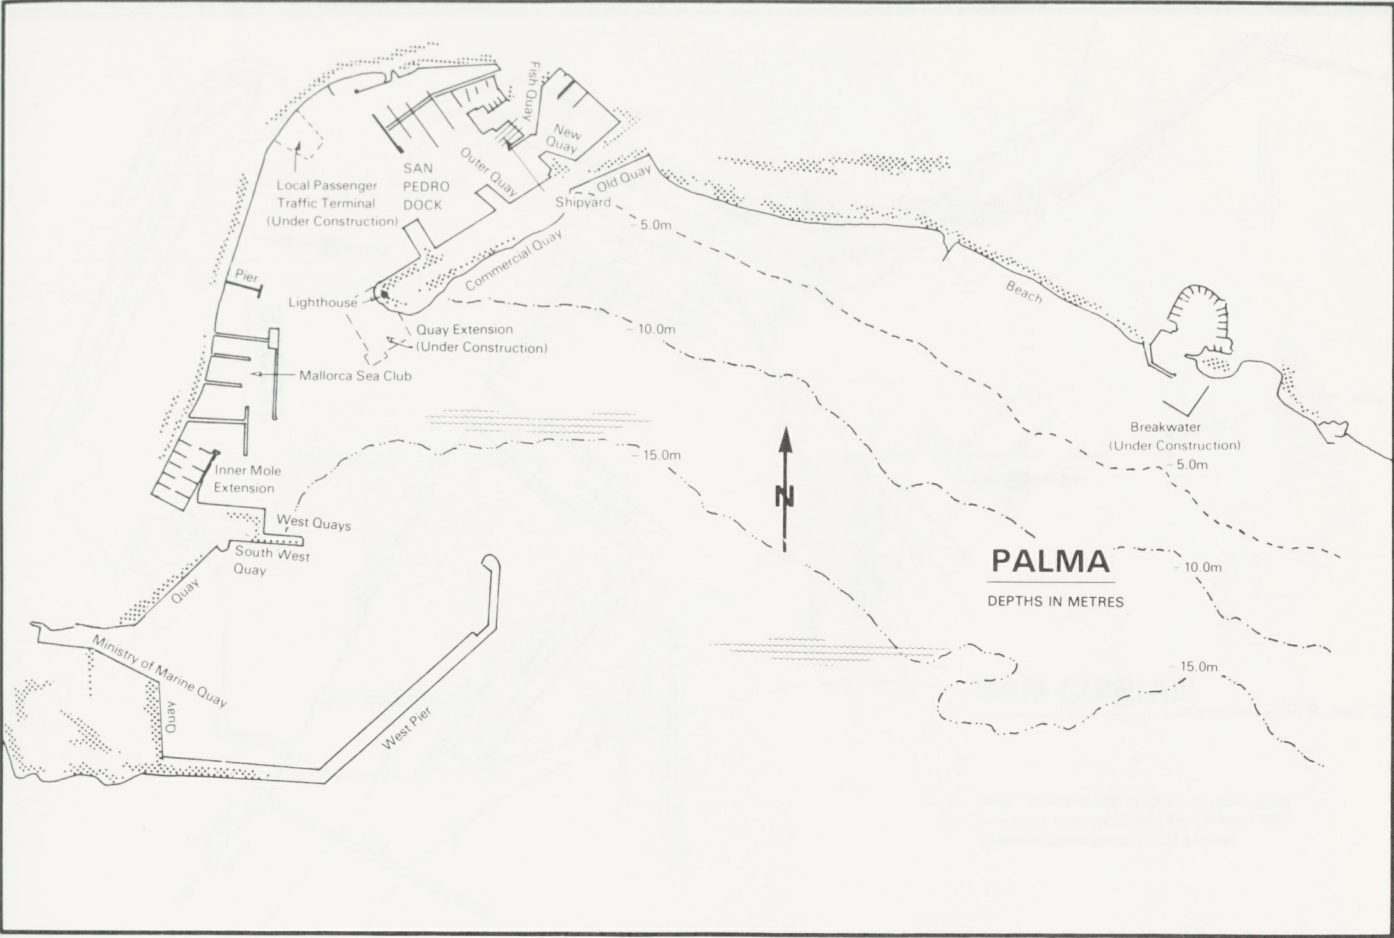 Fish Quay
New
Quay
Outer Quay
SAN
PEDRO
DOCK
Old Quay
Shipyard
Local Passenger
Traffic Terminal
(Under Construction)
5.0m
Commercial Quay
Pier
Beach
Lighthouse
10.0m
Quay Extension
(Under Construction)
Mallorca Sea Club
Breakwater
(Under Construction)
15.0m
5.0m
Inner Mole
Extension
N
West Quays
South West
Quay
PALMA
10.0m
Quay
DEPTHS IN METRES
Ministry of Marine Quay
15.0m
Quay
West Pier